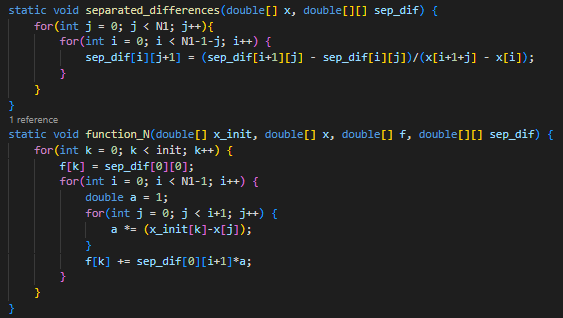 static void separated_differences(double[] x, double[][] sep_dif) {
    for(int j = 0; j < N1; j++){
        for(int i = 0; i < N1-1-j; i++) {
            sep_dif[i][j+1] = (sep_dif[i+1][j] - sep_dif[i][j])/(x[i+1+j] - x[i]);
        }
    }
}
1 reference
static void function_N(double[] x_init, double[] x, double[] f, double[][] sep_dif) {
    for(int k = 0; k < init; k++) {
        f[k] = sep_dif[0][0];
        for(int i = 0; i < N1-1; i++) {
            double a = 1;
            for(int j = 0; j < i+1; j++) {
                a *= (x_init[k]-x[j]);
            }
            f[k] += sep_dif[0][i+1]*a;
        }
    }
}